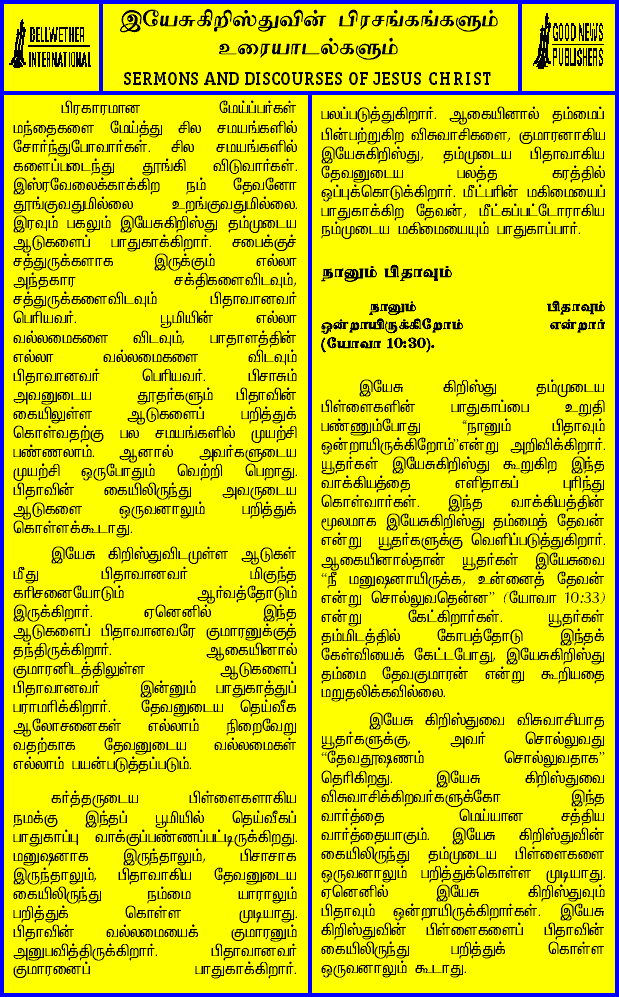 BELLWETHER
INTERNATIONAL
இயேசுகிறிஸ்துவின் பிரசங்கங்களும்
உரையாடல்களும்
SERMONS AND DISCOURSES OF JESUS CHRIST
GOOD NEWS
PUBLISHERS
பிரகாரமான மேய்ப்பர்கள்
மந்தைகளை மேய்த்து சில சமயங்களில்
சோர்ந்துபோவார்கள். சில சமயங்களில்
களைப்படைந்து தூங்கி விடுவார்கள்.
இஸ்ரவேலைக்காக்கிற நம் தேவனோ
தூங்குவதுமில்லை உறங்குவதுமில்லை.
இரவும் பகலும் இயேசுகிறிஸ்து தம்முடைய
ஆடுகளைப் பாதுகாக்கிறார். சபைக்குச்
சத்துருக்களாக இருக்கும் எல்லா
அந்தகார சக்திகளைவிடவும்,
சத்துருக்களைவிடவும் பிதாவானவர்
பெரியவர். பூமியின் எல்லா
வல்லமைகளை விடவும், பாதாளத்தின்
எல்லா வல்லமைகளை விடவும்
பிதாவானவர் பெரியவர். பிசாசும்
அவனுடைய தூதர்களும் பிதாவின்
கையிலுள்ள ஆடுகளைப் பறித்துக்
கொள்வதற்கு பல சமயங்களில் முயற்சி
பண்ணலாம். ஆனால் அவர்களுடைய
முயற்சி ஒருபோதும் வெற்றி பெறாது.
பிதாவின் கையிலிருந்து அவருடைய
ஆடுகளை ஒருவனாலும் பறித்துக்
கொள்ளக்கூடாது.
இயேசு கிறிஸ்துவிடமுள்ள ஆடுகள்
மீது பிதாவானவர் மிகுந்த
கரிசனையோடும் ஆர்வத்தோடும்
இருக்கிறார். ஏனெனில் இந்த
ஆடுகளைப் பிதாவானவரே குமாரனுக்குத்
தந்திருக்கிறார். ஆகையினால்
குமாரனிடத்திலுள்ள ஆடுகளைப்
பிதாவானவர் இன்னும் பாதுகாத்துப்
பராமரிக்கிறார். தேவனுடைய தெய்வீக
ஆலோசனைகள் எல்லாம் நிறைவேறு
வதற்காக தேவனுடைய வல்லமைகள்
எல்லாம் பயன்படுத்தப்படும்.
கர்த்தருடைய பிள்ளைகளாகிய
நமக்கு இந்தப் பூமியில் தெய்வீகப்
பாதுகாப்பு வாக்குப்பண்ணப்பட்டிருக்கிறது.
மனுஷனாக இருந்தாலும், பிசாசாக
இருந்தாலும், பிதாவாகிய தேவனுடைய
கையிலிருந்து நம்மை யாராலும்
பறித்துக் கொள்ள முடியாது.
பிதாவின் வல்லமையைக் குமாரனும்
அனுபவித்திருக்கிறார். பிதாவானவர்
குமாரனைப் பாதுகாக்கிறார்.
பலப்படுத்துகிறார். ஆகையினால் தம்மைப்
பின்பற்றுகிற விசுவாசிகளை, குமாரனாகிய
இயேசுகிறிஸ்து, தம்முடைய பிதாவாகிய
தேவனுடைய பலத்த கரத்தில்
ஒப்புக்கொடுக்கிறார். மீட்பரின் மகிமையைப்
பாதுகாக்கிற தேவன், மீட்கப்பட்டோராகிய
நம்முடைய மகிமையையும் பாதுகாப்பார்.
நானும் பிதாவும்
நானும் பிதாவும்
ஒன்றாயிருக்கிறோம் என்றார்
(யோவா 10:30).
இயேசு கிறிஸ்து தம்முடைய
பிள்ளைகளின் பாதுகாப்பை உறுதி
பண்ணும்போது "நானும் பிதாவும்
ஒன்றாயிருக்கிறோம்"என்று அறிவிக்கிறார்.
யூதர்கள் இயேசுகிறிஸ்து கூறுகிற இந்த
வாக்கியத்தை எளிதாகப் புரிந்து
கொள்வார்கள். இந்த வாக்கியத்தின்
மூலமாக இயேசுகிறிஸ்து தம்மைத் தேவன்
என்று யூதர்களுக்கு வெளிப்படுத்துகிறார்.
ஆகையினால்தான் யூதர்கள் இயேசுவை
"நீ மனுஷனாயிருக்க, உன்னைத் தேவன்
என்று சொல்லுவதென்ன" (யோவா 10:33)
என்று கேட்கிறார்கள். யூதர்கள்
தம்மிடத்தில் கோபத்தோடு இந்தக்
கேள்வியைக் கேட்டபோது, இயேசுகிறிஸ்து
தம்மை தேவகுமாரன் என்று கூறியதை
மறுதலிக்கவில்லை.
இயேசு கிறிஸ்துவை விசுவாசியாத
யூதர்களுக்கு, அவர் சொல்லுவது
"தேவதூஷணம் சொல்லுவதாக"
தெரிகிறது. இயேசு கிறிஸ்துவை
விசுவாசிக்கிறவர்களுக்கோ இந்த
வார்த்தை மெய்யான சத்திய
வார்த்தையாகும். இயேசு கிறிஸ்துவின்
கையிலிருந்து தம்முடைய பிள்ளைகளை
ஒருவனாலும் பறித்துக்கொள்ள முடியாது.
ஏனெனில் இயேசு கிறிஸ்துவும்
பிதாவும் ஒன்றாயிருக்கிறார்கள். இயேசு
கிறிஸ்துவின் பிள்ளைகளைப் பிதாவின்
கையிலிருந்து பறித்துக் கொள்ள
ஒருவனாலும் கூடாது.